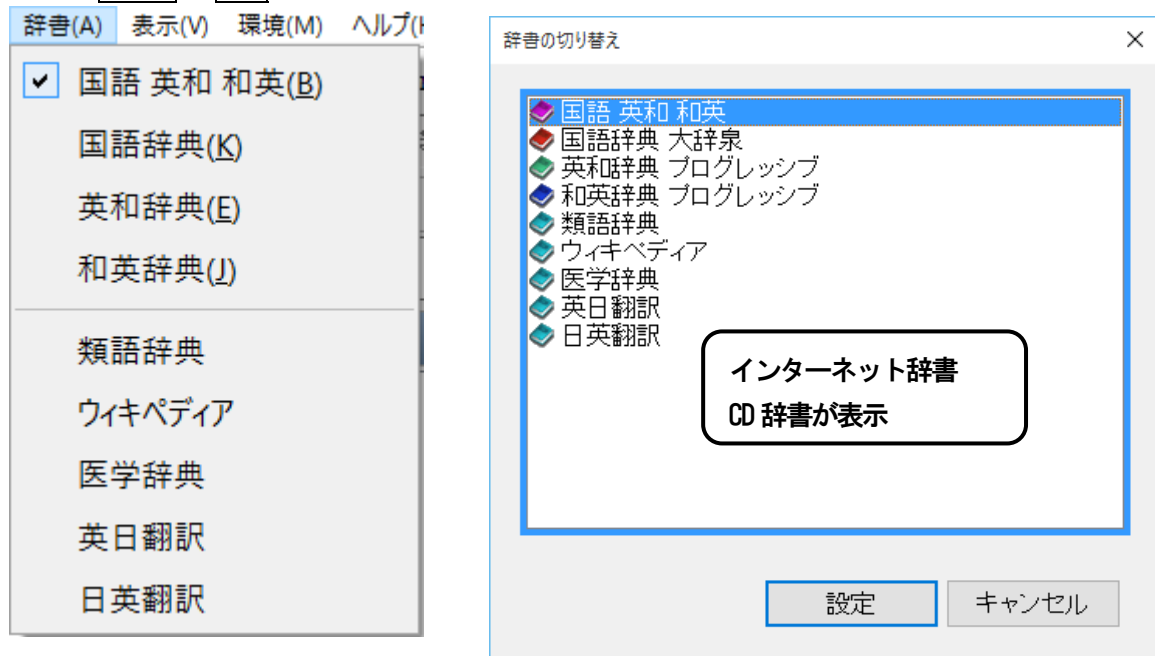 辞書(A) 表示(V) 環境(M) ヘルプ(
国語 英和 和英(B)
国語辞典(K)
英和辞典(E)
和英辞典(J)
類語辞典
ウィキペディア
医学辞典
英日翻訳
日英翻訳
辞書の切り替え
国語 英和 和英
国語辞典 大辞泉
英和辞典 プログレッシブ
和英辞典 プログレッシブ
類語辞典
ウィキペディア
医学辞典
英日翻訳
日英翻訳
インターネット辞書
CD 辞書が表示
設定 キャンセル